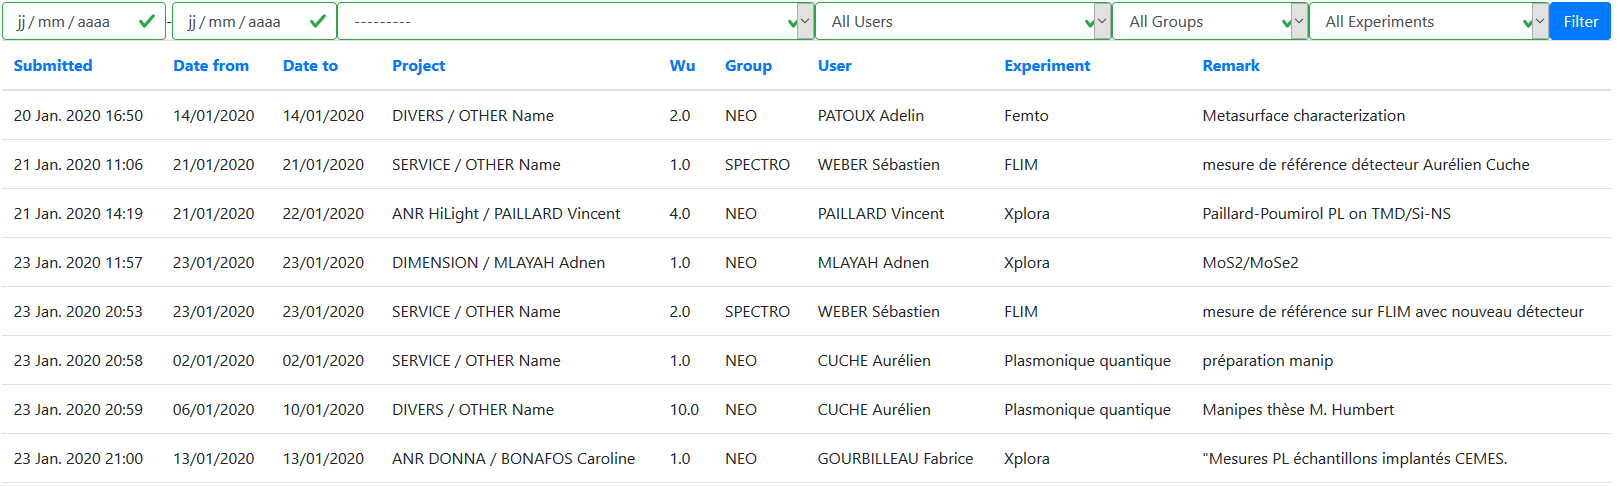 jj / mm / aaaa - jj / mm / aaaa --------- All Users All Groups All Experiments Filter
Submitted Date from Date to Project Wu Group User Experiment Remark
20 Jan. 2020 16:50 14/01/2020 14/01/2020 DIVERS / OTHER Name 2.0 NEO PATOUX Adelin Femto Metasurface characterization
21 Jan. 2020 11:06 21/01/2020 21/01/2020 SERVICE / OTHER Name 1.0 SPECTRO WEBER Sébastien FLIM mesure de référence détecteur Aurélien Cuche
21 Jan. 2020 14:19 21/01/2020 22/01/2020 ANR HiLight / PAILLARD Vincent 4.0 NEO PAILLARD Vincent Xplora Paillard-Poumirol PL on TMD/Si-NS
23 Jan. 2020 11:57 23/01/2020 23/01/2020 DIMENSION / MLAYAH Adnen 1.0 NEO MLAYAH Adnen Xplora MoS2/MoSe2
23 Jan. 2020 20:53 23/01/2020 23/01/2020 SERVICE / OTHER Name 2.0 SPECTRO WEBER Sébastien FLIM mesure de référence sur FLIM avec nouveau détecteur
23 Jan. 2020 20:58 02/01/2020 02/01/2020 SERVICE / OTHER Name 1.0 NEO CUCHE Aurélien Plasmonique quantique préparation manip
23 Jan. 2020 20:59 06/01/2020 10/01/2020 DIVERS / OTHER Name 10.0 NEO CUCHE Aurélien Plasmonique quantique Manipes thèse M. Humbert
23 Jan. 2020 21:00 13/01/2020 13/01/2020 ANR DONNA / BONAFOS Caroline 1.0 NEO GOURBILLEAU Fabrice Xplora "Mesures PL échantillons implantés CEMES.